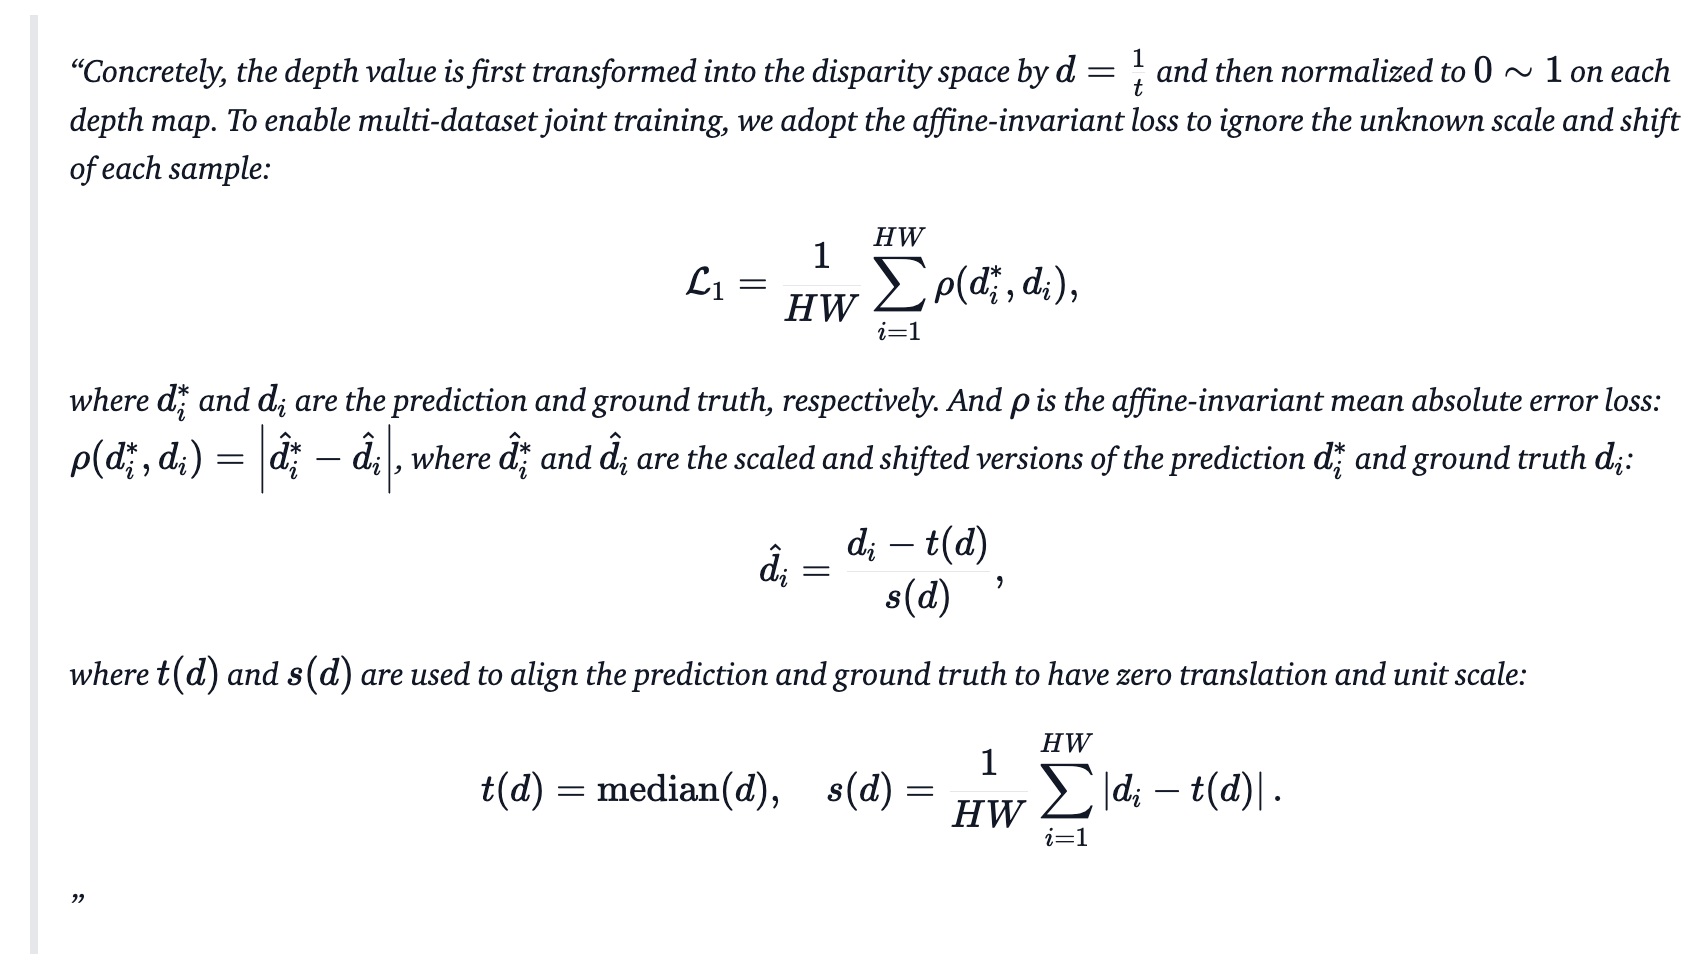 “Concretely, the depth value is first transformed into the disparity space by $d = \frac{1}{t}$ and then normalized to $0 \sim 1$ on each
depth map. To enable multi-dataset joint training, we adopt the affine-invariant loss to ignore the unknown scale and shift
of each sample:
$\mathcal{L}_1 = \frac{1}{HW} \sum_{i=1}^{HW} \rho(d_i^*, d_i),$
where $d_i^*$ and $d_i$ are the prediction and ground truth, respectively. And $\rho$ is the affine-invariant mean absolute error loss:
$\rho(d_i^*, d_i) = \left| \hat{d}_i^* - \hat{d}_i \right|$, where $\hat{d}_i^*$ and $\hat{d}_i$ are the scaled and shifted versions of the prediction $d_i^*$ and ground truth $d_i$:
$\hat{d}_i = \frac{d_i - t(d)}{s(d)},$
where $t(d)$ and $s(d)$ are used to align the prediction and ground truth to have zero translation and unit scale:
$t(d) = \text{median}(d), \quad s(d) = \frac{1}{HW} \sum_{i=1}^{HW} |d_i - t(d)|.$
”